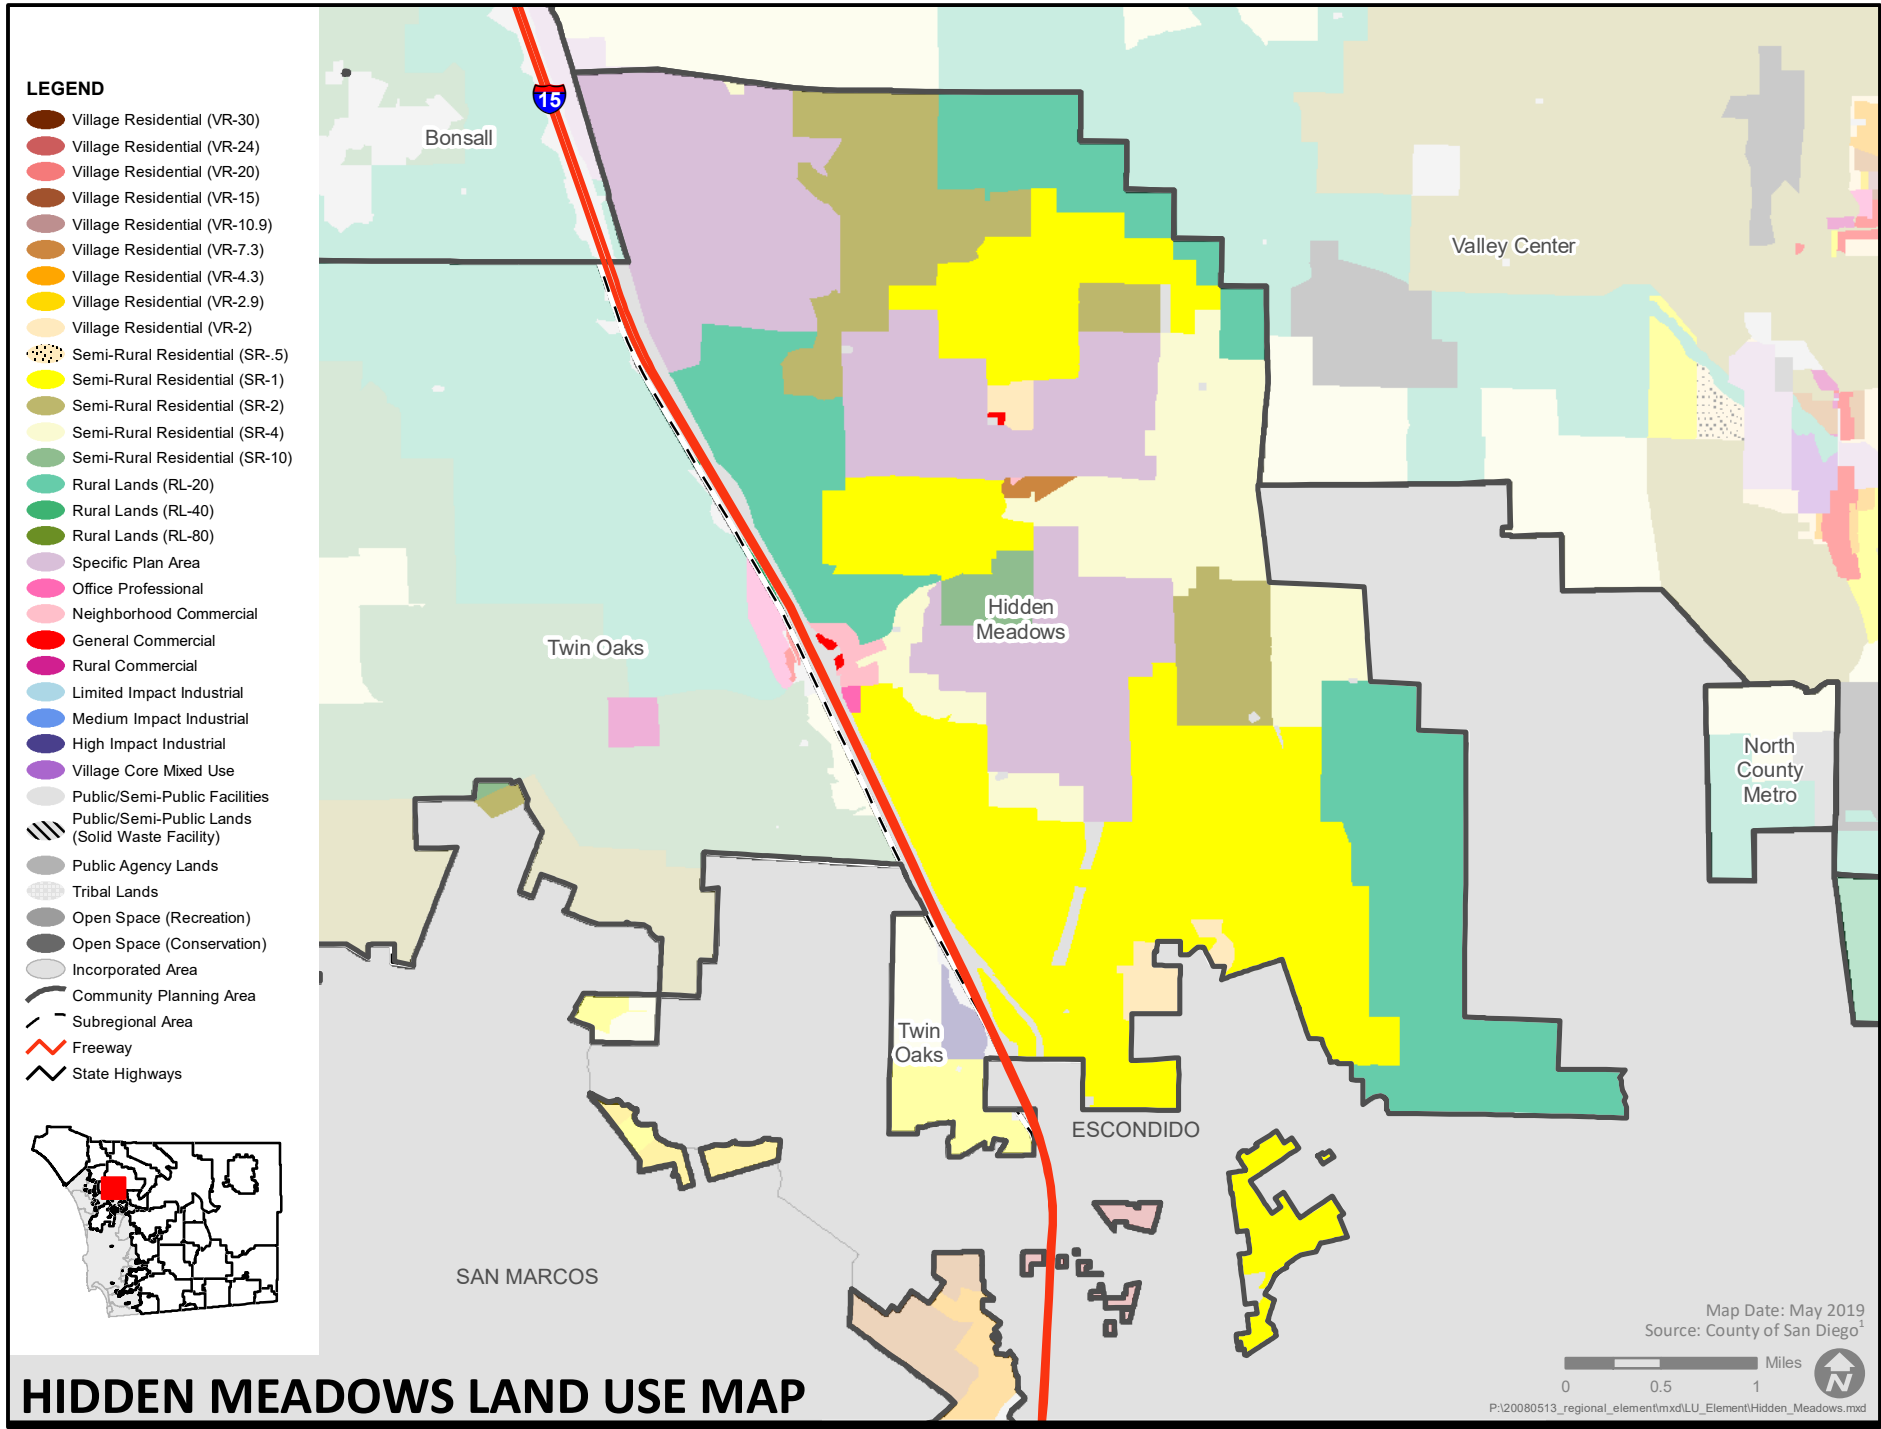 LEGEND
Village Residential (VR-30)
Village Residential (VR-24)
Village Residential (VR-20)
Village Residential (VR-15)
Village Residential (VR-10.9)
Village Residential (VR-7.3)
Village Residential (VR-4.3)
Village Residential (VR-2.9)
Village Residential (VR-2)
Semi-Rural Residential (SR-.5)
Semi-Rural Residential (SR-1)
Semi-Rural Residential (SR-2)
Semi-Rural Residential (SR-4)
Semi-Rural Residential (SR-10)
Rural Lands (RL-20)
Rural Lands (RL-40)
Rural Lands (RL-80)
Specific Plan Area
Office Professional
Neighborhood Commercial
General Commercial
Rural Commercial
Limited Impact Industrial
Medium Impact Industrial
High Impact Industrial
Village Core Mixed Use
Public/Semi-Public Facilities
Public/Semi-Public Lands
(Solid Waste Facility)
Public Agency Lands
Tribal Lands
Open Space (Recreation)
Open Space (Conservation)
Incorporated Area
Community Planning Area
Subregional Area
Freeway
State Highways
15
Bonsall
Valley Center
Hidden
Meadows
Twin Oaks
North
County
Metro
Twin
Oaks
ESCONDIDO
SAN MARCOS
Map Date: May 2019
Source: County of San Diego1
Miles
0 0.5 1
N
P:\20080513_regional_element\mxd\LU_Element\Hidden_Meadows.mxd
HIDDEN MEADOWS LAND USE MAP